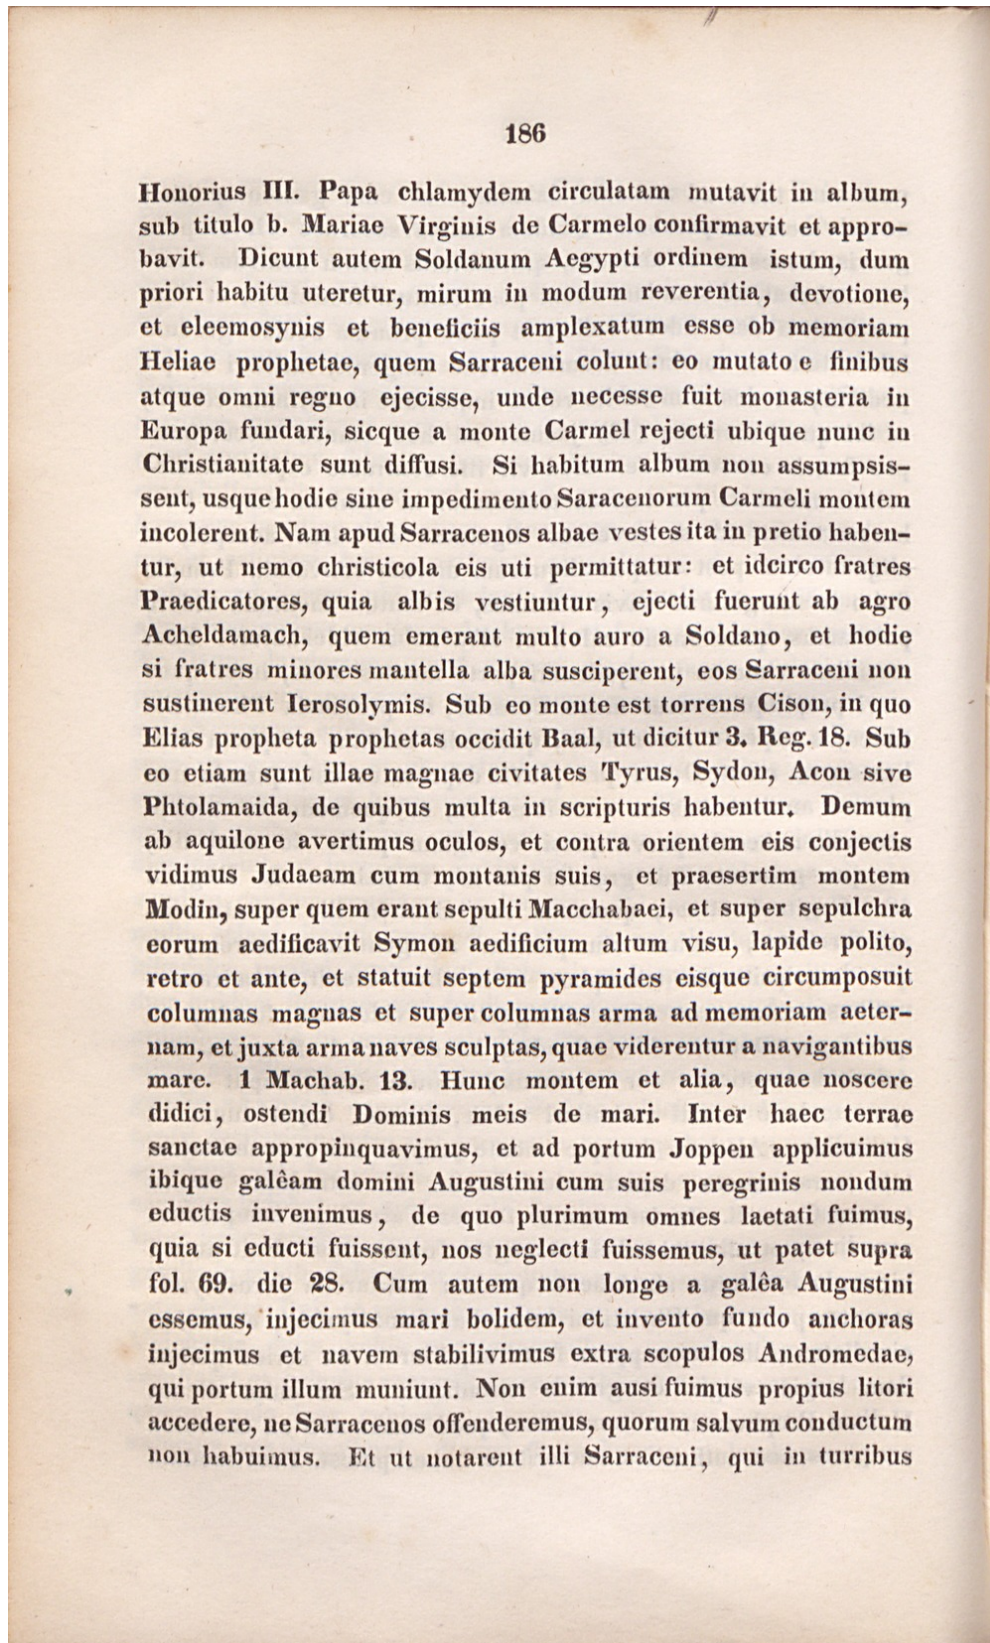 186
Honorius III. Papa chlamydem circulatam mutavit in album,
sub titulo b. Mariae Virginis de Carmelo confirmavit et appro-
bavit. Dicunt autem Soldanum Aegypti ordinem istum, dum
priori habitu uteretur, mirum in modum reverentia, devotione,
et eleemosynis et beneficiis amplexatum esse ob memoriam
Heliae prophetae, quem Sarraceni colunt: eo mutato e finibus
atque omni regno ejecisse, unde necesse fuit monasteria in
Europa fundari, sicque a monte Carmel rejecti ubique nunc in
Christianitate sunt diffusi. Si habitum album non assumpsis-
sent, usque hodie sine impedimento Saracenorum Carmeli montem
incolerent. Nam apud Sarracenos albae vestes ita in pretio haben-
tur, ut nemo christicola eis uti permittatur: et idcirco fratres
Praedicatores, quia albis vestiuntur, ejecti fuerunt ab agro
Acheldamach, quem emerant multo auro a Soldano, et hodie
si fratres minores mantella alba susciperent, eos Sarraceni non
sustinerent Ierosolymis. Sub eo monte est torrens Cison, in quo
Elias propheta prophetas occidit Baal, ut dicitur 3. Reg. 18. Sub
eo etiam sunt illae magnae civitates Tyrus, Sydon, Acon sive
Phtolamaida, de quibus multa in scripturis habentur. Demum
ab aquilone avertimus oculos, et contra orientem eis conjectis
vidimus Judaeam cum montanis suis, et praesertim montem
Modin, super quem erant sepulti Macchabaei, et super sepulchra
eorum aedificavit Symon aedificium altum visu, lapide polito,
retro et ante, et statuit septem pyramides eisque circumposuit
columnas magnas et super columnas arma ad memoriam aeter-
nam, et juxta arma naves sculptas, quae viderentur a navigantibus
mare. 1 Machab. 13. Hunc montem et alia, quae noscere
didici, ostendi Dominis meis de mari. Inter haec terrae
sanctae appropinquavimus, et ad portum Joppen applicuimus
ibique galêam domini Augustini cum suis peregrinis nondum
eductis invenimus, de quo plurimum omnes laetati fuimus,
quia si educti fuissent, nos neglecti fuissemus, ut patet supra
fol. 69. die 28. Cum autem non longe a galêa Augustini
essemus, injecimus mari bolidem, et invento fundo anchoras
injecimus et navem stabilivimus extra scopulos Andromedae,
qui portum illum muniunt. Non enim ausi fuimus propius litori
accedere, ne Sarracenos offenderemus, quorum salvum conductum
non habuimus. Et ut notarent illi Sarraceni, qui in turribus